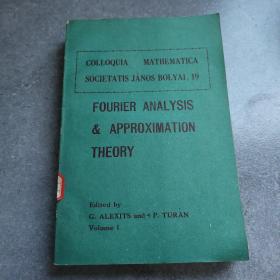 COLLOQUIA MATHEMATICA
SOCIETATIS JÁNOS BOLYAI, 19
FOURIER ANALYSIS
& APPROXIMATION
THEORY
Edited by
G. ALEXITS and † P. TURÁN
Volume I